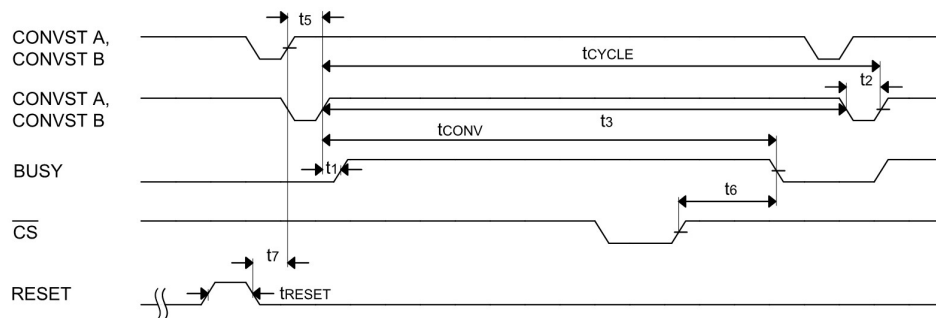 t5
CONVST A,
CONVST B
tCYCLE
t2
CONVST A,
CONVST B
t3
tCONV
BUSY
t1
t6
CS
t7
RESET
tRESET